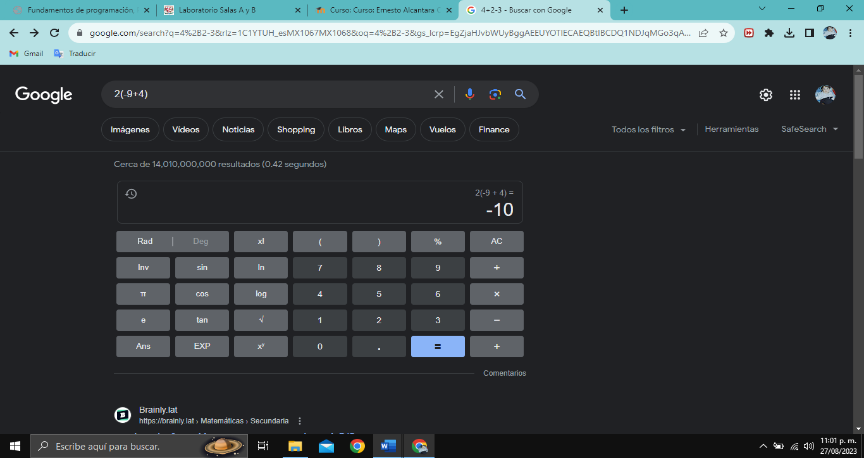 Fundamentos de programación,
Laboratorio Salas A y B
Curso: Curso: Ernesto Alcantara C
4+2-3 - Buscar con Google
google.com/search?q=4%2B2-3&rlz=1C1YTUH_esMX1067MX1068&oq=4%2B2-3&gs_lcrp=EgZjaHJvbWUyBggAEEUYOTIECAEQBtIBCDQ1NDJqMGo3qA...
Gmail Traducir
Google
2(-9+4)
Imágenes Vídeos Noticias Shopping Libros Maps Vuelos Finance
Todos los filtros Herramientas SafeSearch
Cerca de 14,010,000,000 resultados (0.42 segundos)
2(-9 + 4) =
-10
Rad | Deg x! ( ) % AC
Inv sin ln 7 8 9 ÷
π cos log 4 5 6 ×
e tan √ 1 2 3 −
Ans EXP xʸ 0 . = +
Comentarios
Brainly.lat
https://brainly.lat › Matemáticas › Secundaria
Escribe aquí para buscar.
11:01 p. m.
27/08/2023